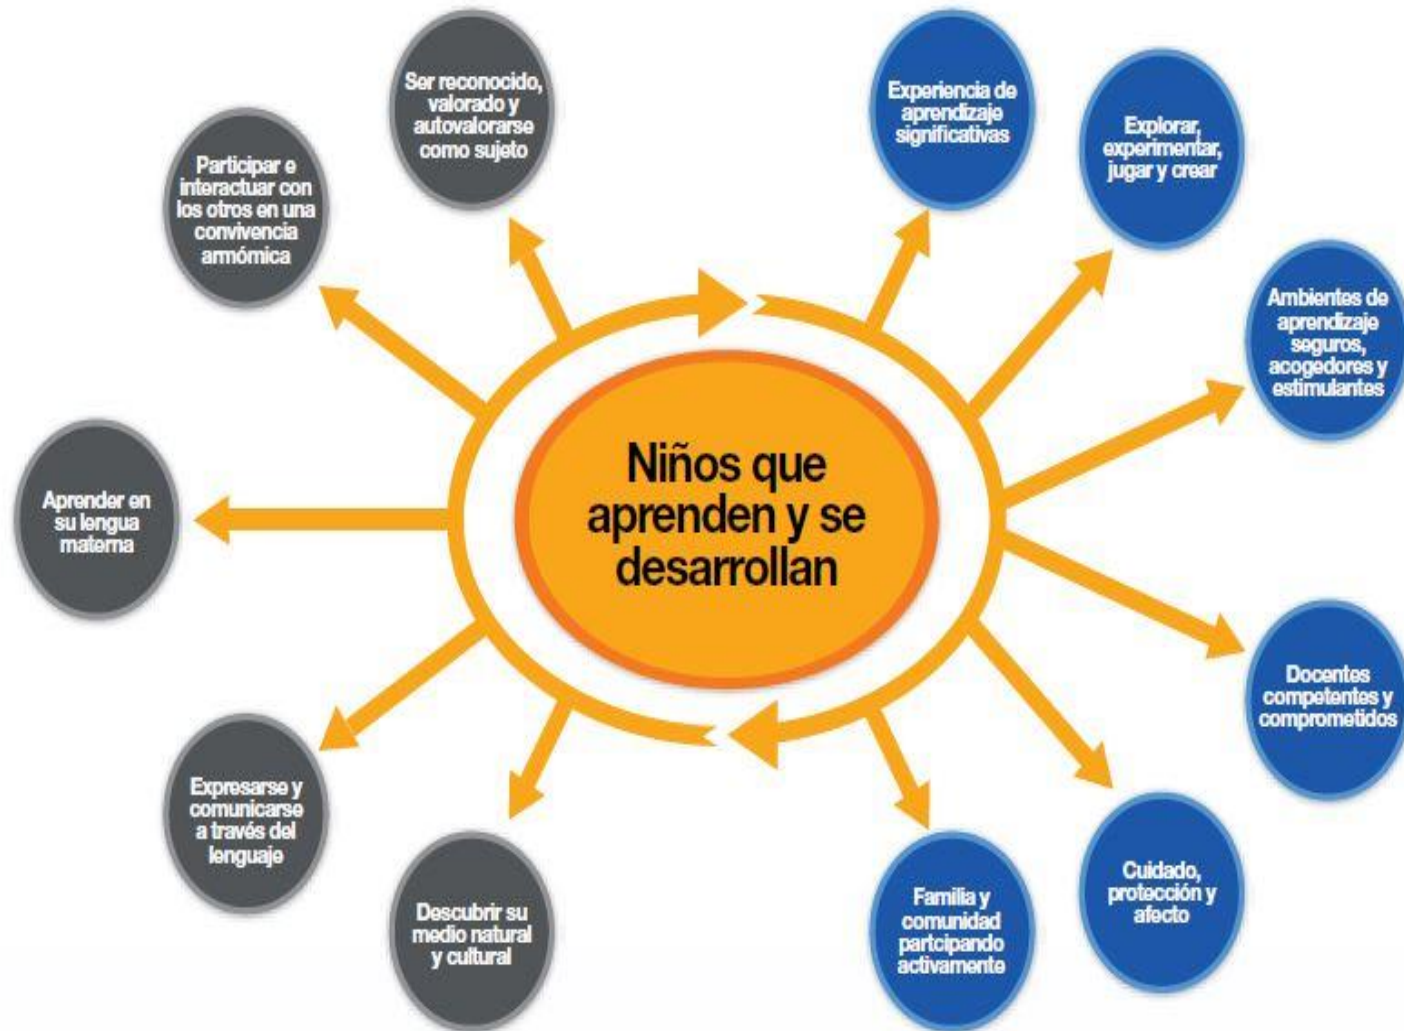 Ser reconocido,
valorado y
autovalorarse
como sujeto
Experiencia de
aprendizaje
significativas
Explorar,
experimentar,
jugar y crear
Participar e
interactuar con
los otros en una
convivencia
armómica
Ambientes de
aprendizaje
seguros,
acogedores y
estimulantes
Niños que
aprenden y se
desarrollan
Aprender en
su lengua
materna
Docentes
competentes y
comprometidos
Expresarse y
comunicarse
a través del
lenguaje
Cuidado,
protección y
afecto
Descubrir su
medio natural
y cultural
Familia y
comunidad
partcipando
activamente